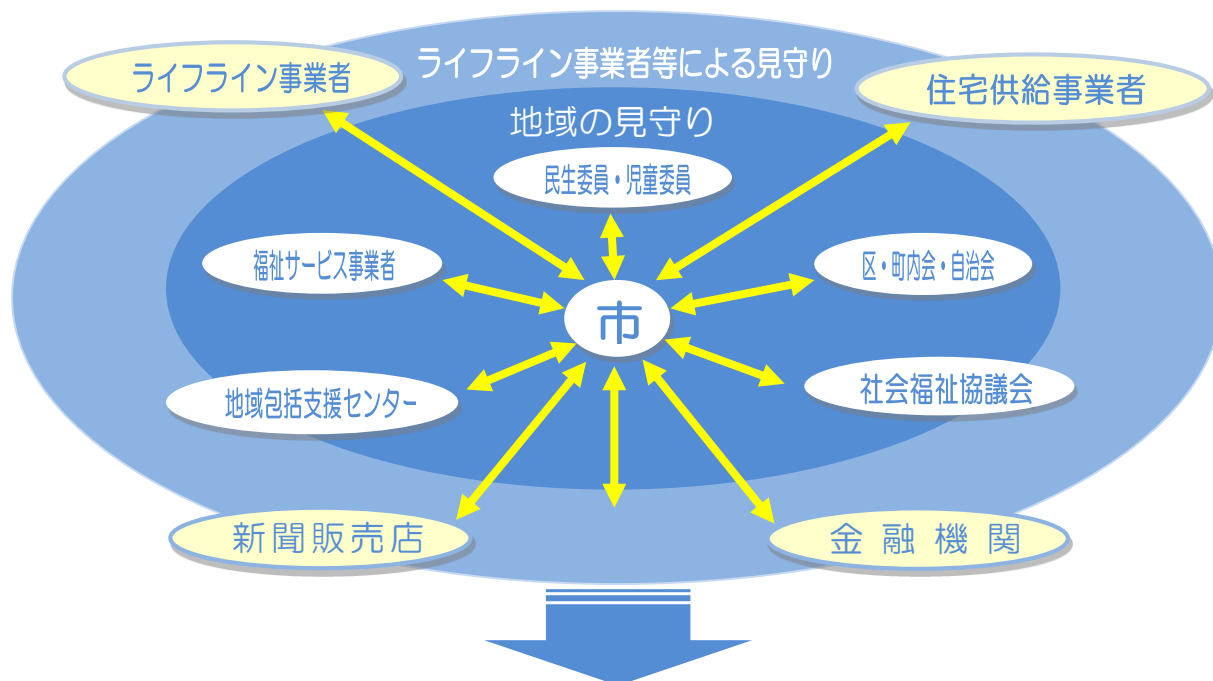 ライフライン事業者等による見守り
ライフライン事業者
住宅供給事業者
地域の見守り
民生委員・児童委員
福祉サービス事業者
区・町内会・自治会
市
地域包括支援センター
社会福祉協議会
新聞販売店
金融機関